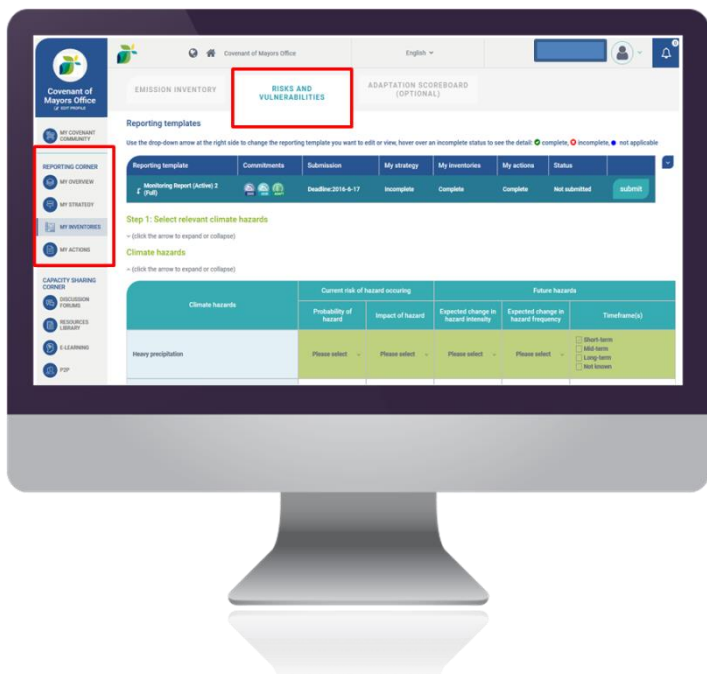 Covenant of Mayors Office
English
0
Covenant of
Mayors Office
EDIT PROFILE
EMISSION INVENTORY
RISKS AND
VULNERABILITIES
ADAPTATION SCOREBOARD
(OPTIONAL)
MY COVENANT
COMMUNITY
REPORTING CORNER
MY OVERVIEW
MY STRATEGY
MY INVENTORIES
MY ACTIONS
CAPACITY SHARING
CORNER
DISCUSSION
FORUMS
RESOURCES
LIBRARY
E-LEARNING
P2P
Reporting templates
Use the drop-down arrow at the right side to change the reporting template you want to edit or view, hover over an incomplete status to see the detail: complete, incomplete, not applicable
Reporting template Commitments Submission My strategy My inventories My actions Status
Monitoring Report (Active) 2
(Full)
Deadline:2016-6-17 Incomplete Complete Complete Not submitted submit
Step 1: Select relevant climate hazards
(click the arrow to expand or collapse)
Climate hazards
(click the arrow to expand or collapse)
Climate hazards
Current risk of hazard occuring Future hazards
Probability of
hazard
Impact of hazard
Expected change in
hazard intensity
Expected change in
hazard frequency
Timeframe(s)
Heavy precipitation
Please select Please select Please select Please select
Short-term
Mid-term
Long-term
Not known